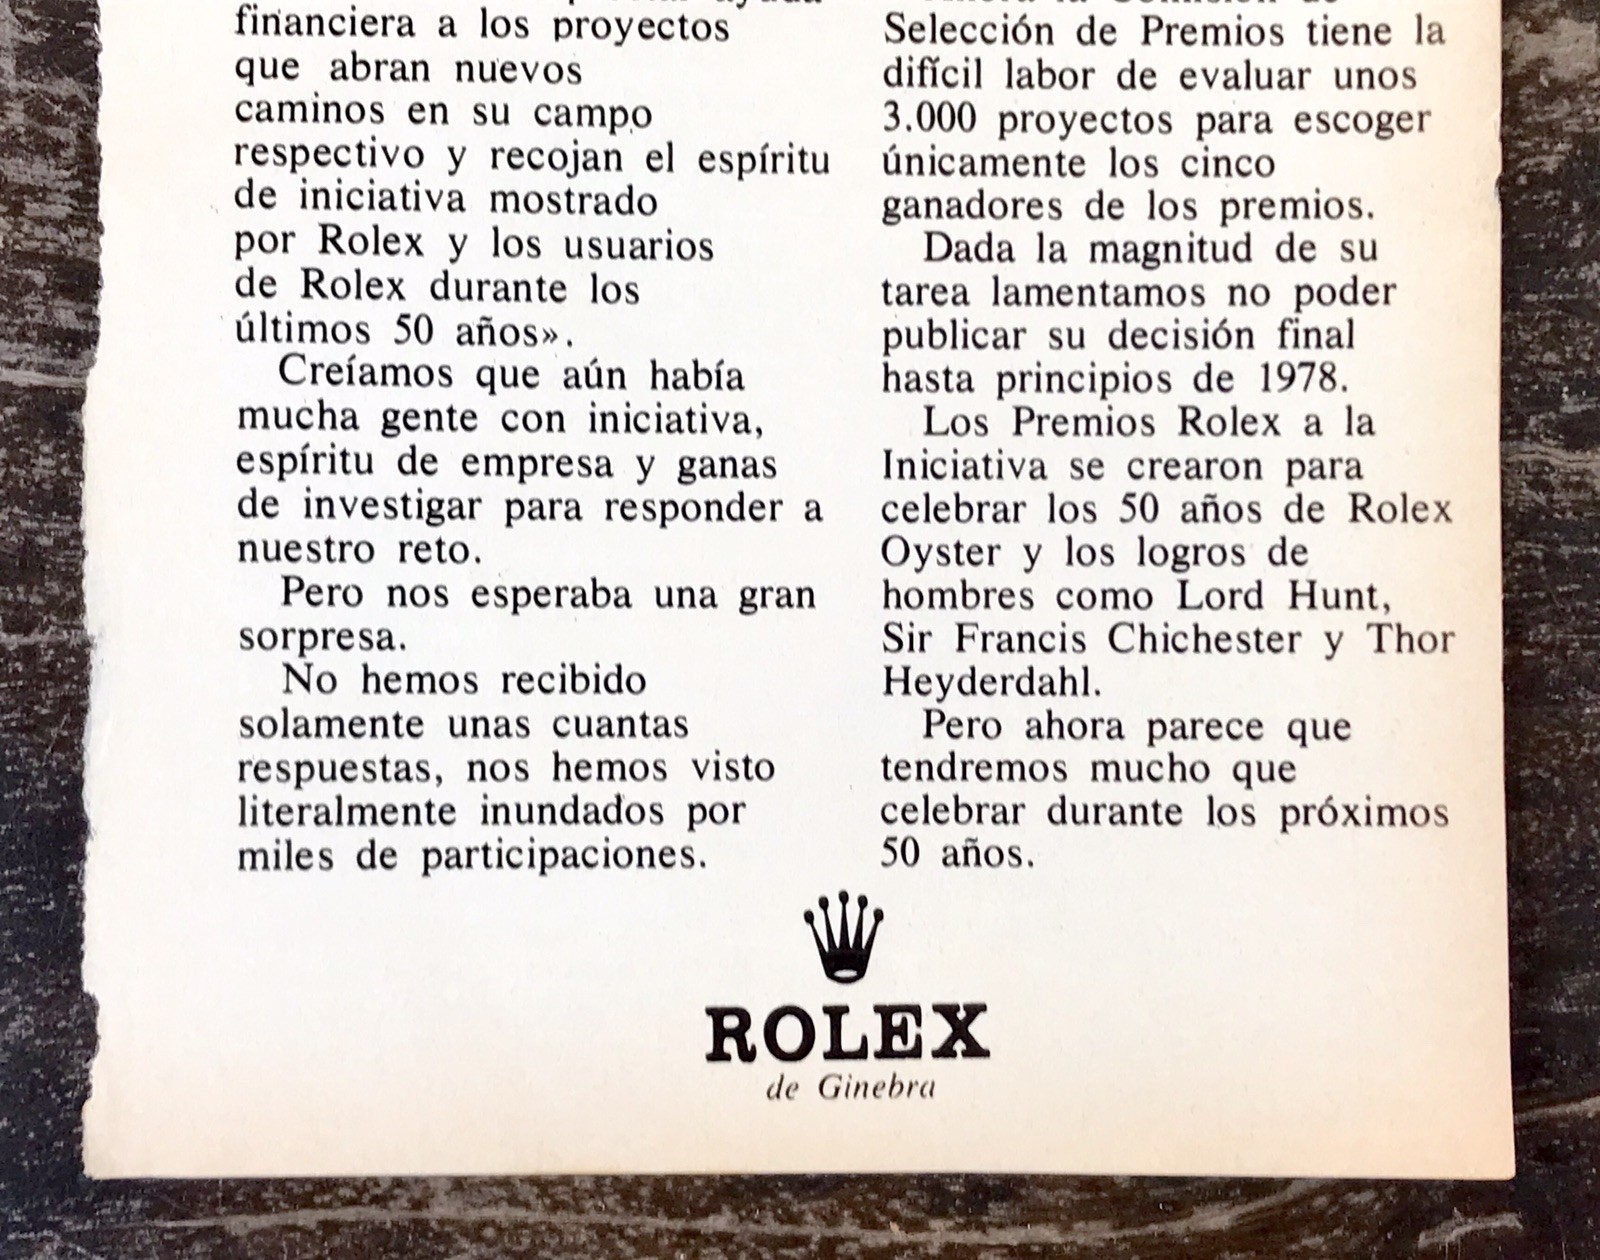 financiera a los proyectos
que abran nuevos
caminos en su campo
respectivo y recojan el espíritu
de iniciativa mostrado
por Rolex y los usuarios
de Rolex durante los
últimos 50 años».
Creíamos que aún había
mucha gente con iniciativa,
espíritu de empresa y ganas
de investigar para responder a
nuestro reto.
Pero nos esperaba una gran
sorpresa.
No hemos recibido
solamente unas cuantas
respuestas, nos hemos visto
literalmente inundados por
miles de participaciones.
Selección de Premios tiene la
difícil labor de evaluar unos
3.000 proyectos para escoger
únicamente los cinco
ganadores de los premios.
Dada la magnitud de su
tarea lamentamos no poder
publicar su decisión final
hasta principios de 1978.
Los Premios Rolex a la
Iniciativa se crearon para
celebrar los 50 años de Rolex
Oyster y los logros de
hombres como Lord Hunt,
Sir Francis Chichester y Thor
Heyderdahl.
Pero ahora parece que
tendremos mucho que
celebrar durante los próximos
50 años.
ROLEX
de Ginebra